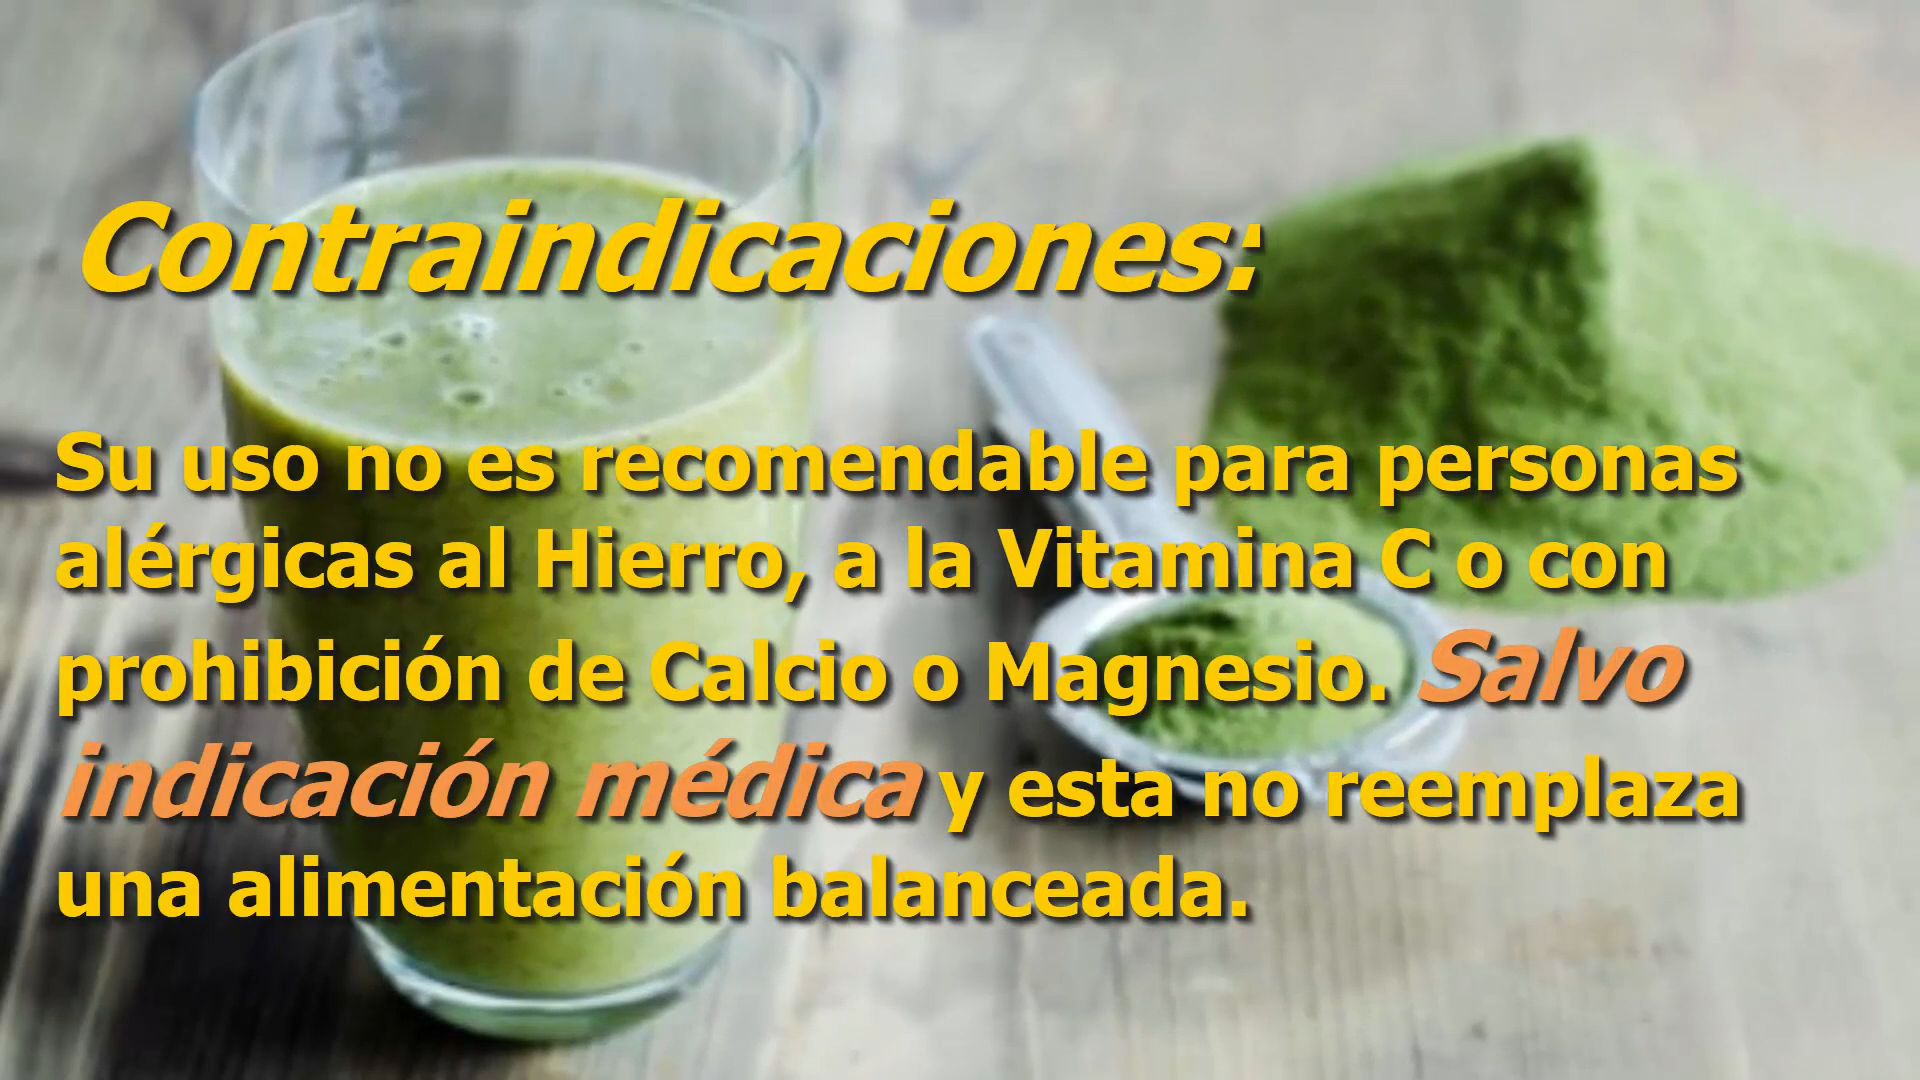 Contraindicaciones:
Su uso no es recomendable para personas
alérgicas al Hierro, a la Vitamina C o con
prohibición de Calcio o Magnesio. Salvo
indicación médica y esta no reemplaza
una alimentación balanceada.